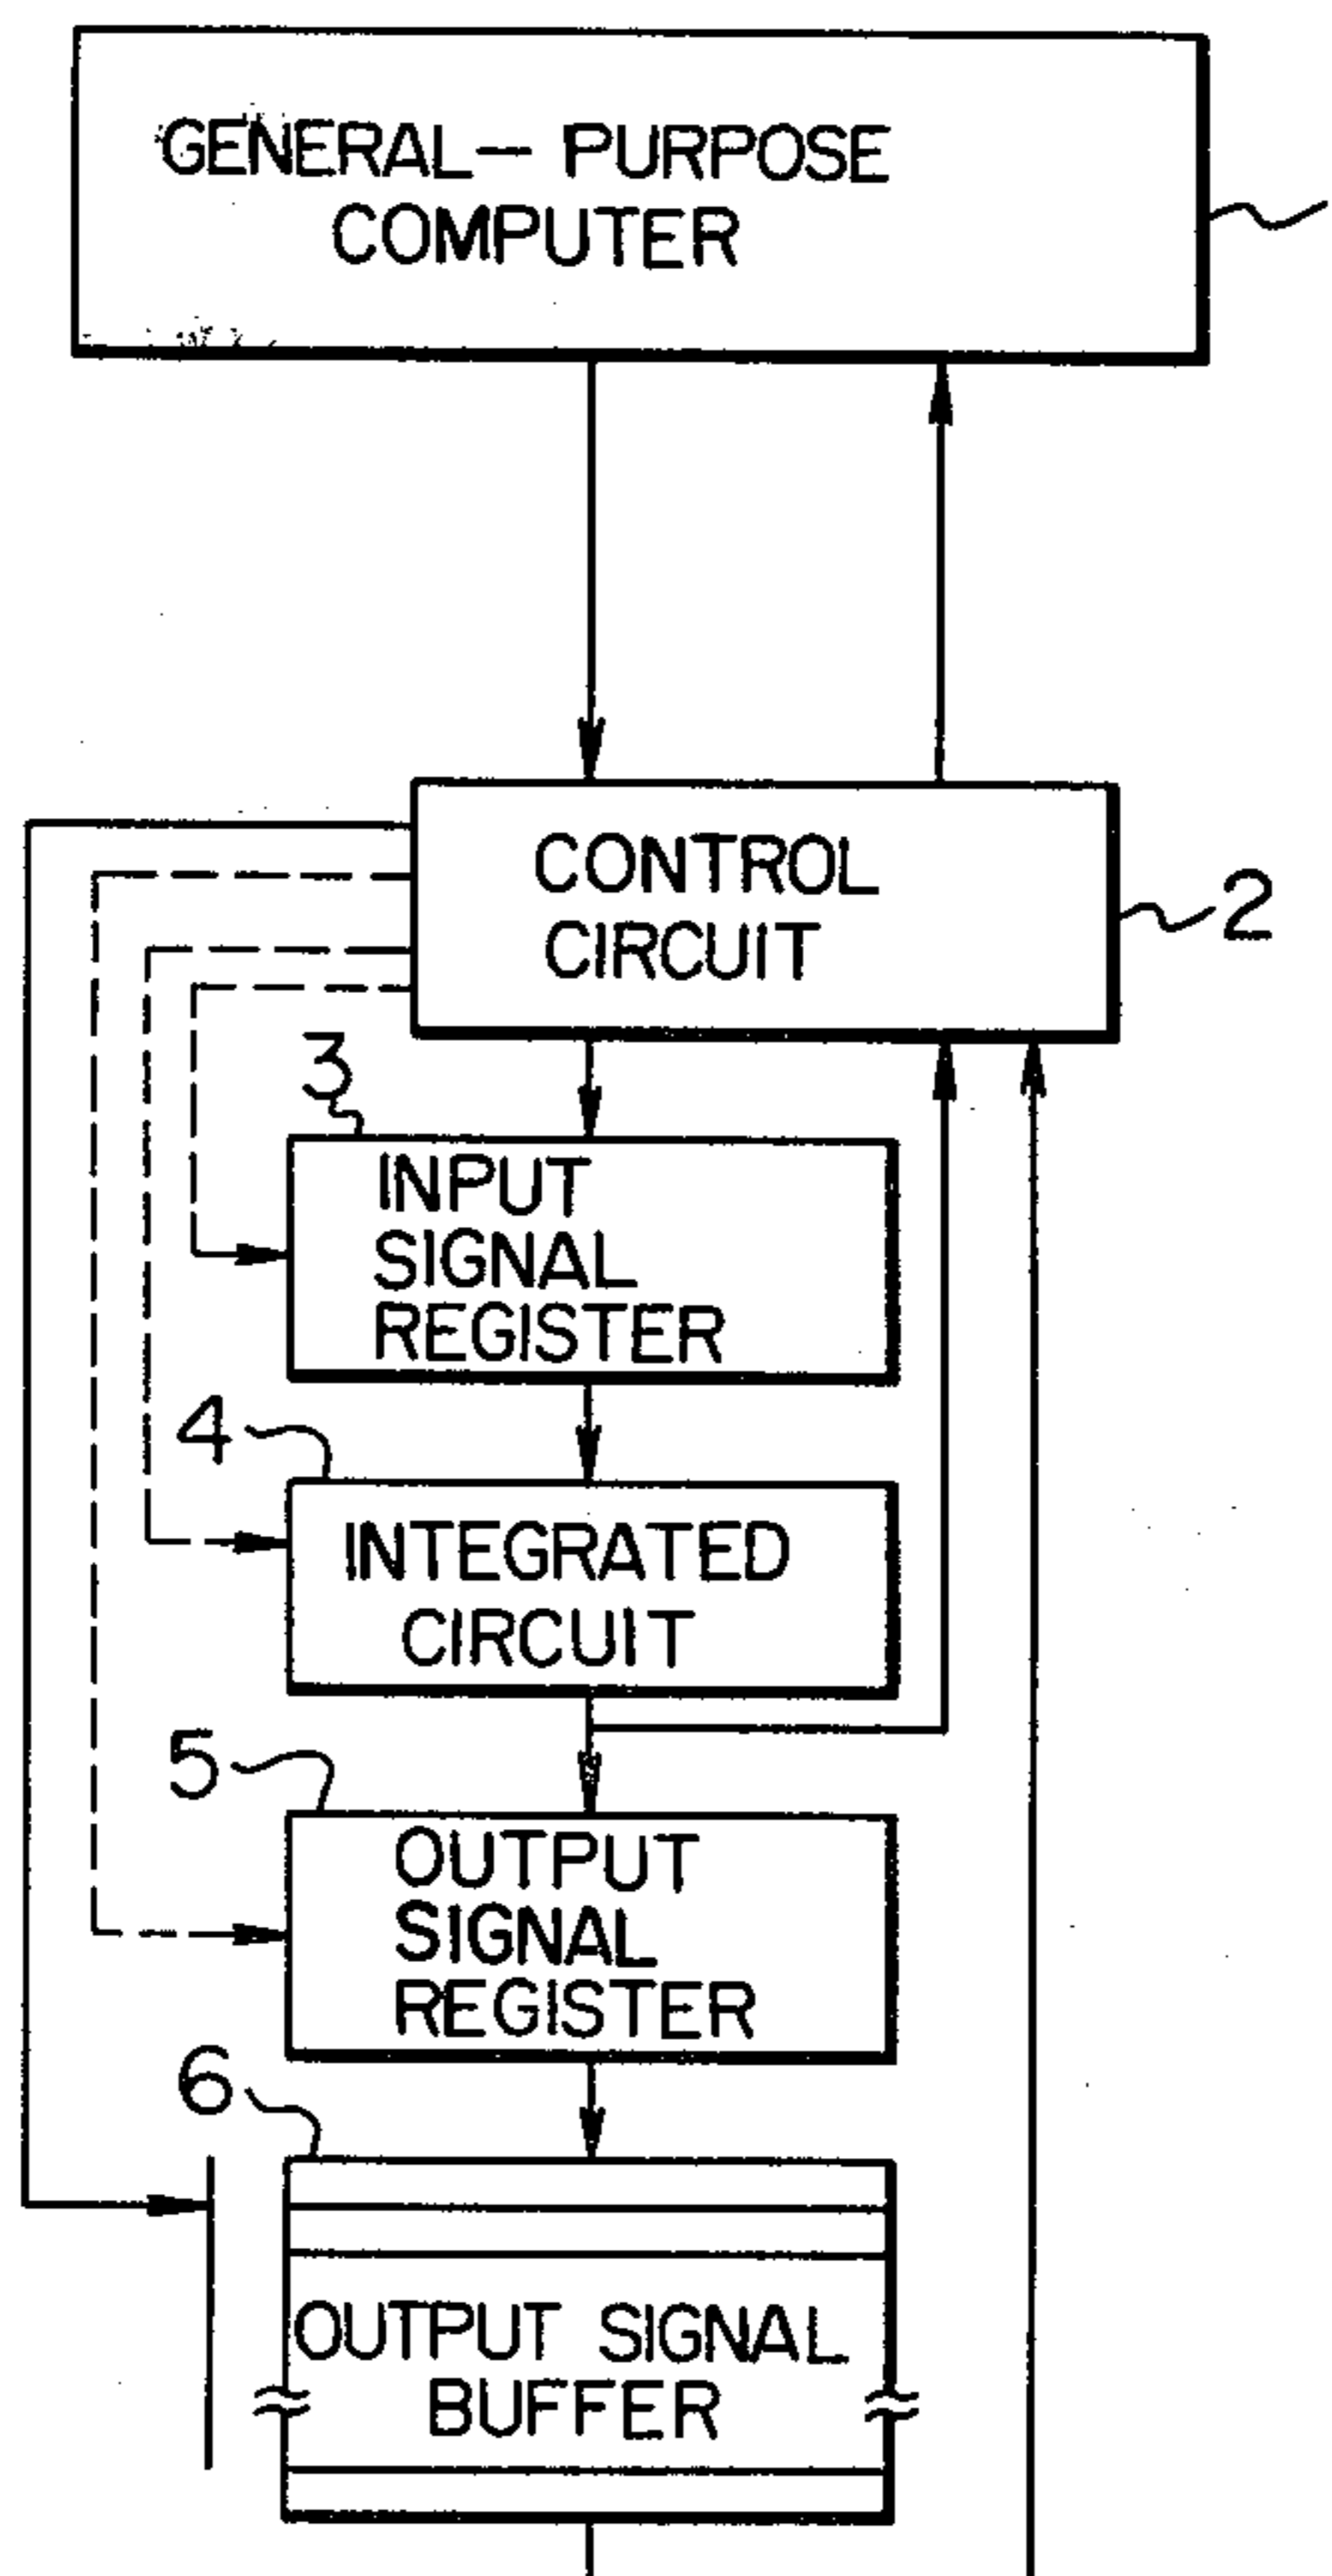 GENERAL- PURPOSE
COMPUTER
CONTROL
CIRCUIT
2
3
INPUT
SIGNAL
REGISTER
4
INTEGRATED
CIRCUIT
5
OUTPUT
SIGNAL
REGISTER
6
OUTPUT SIGNAL
BUFFER